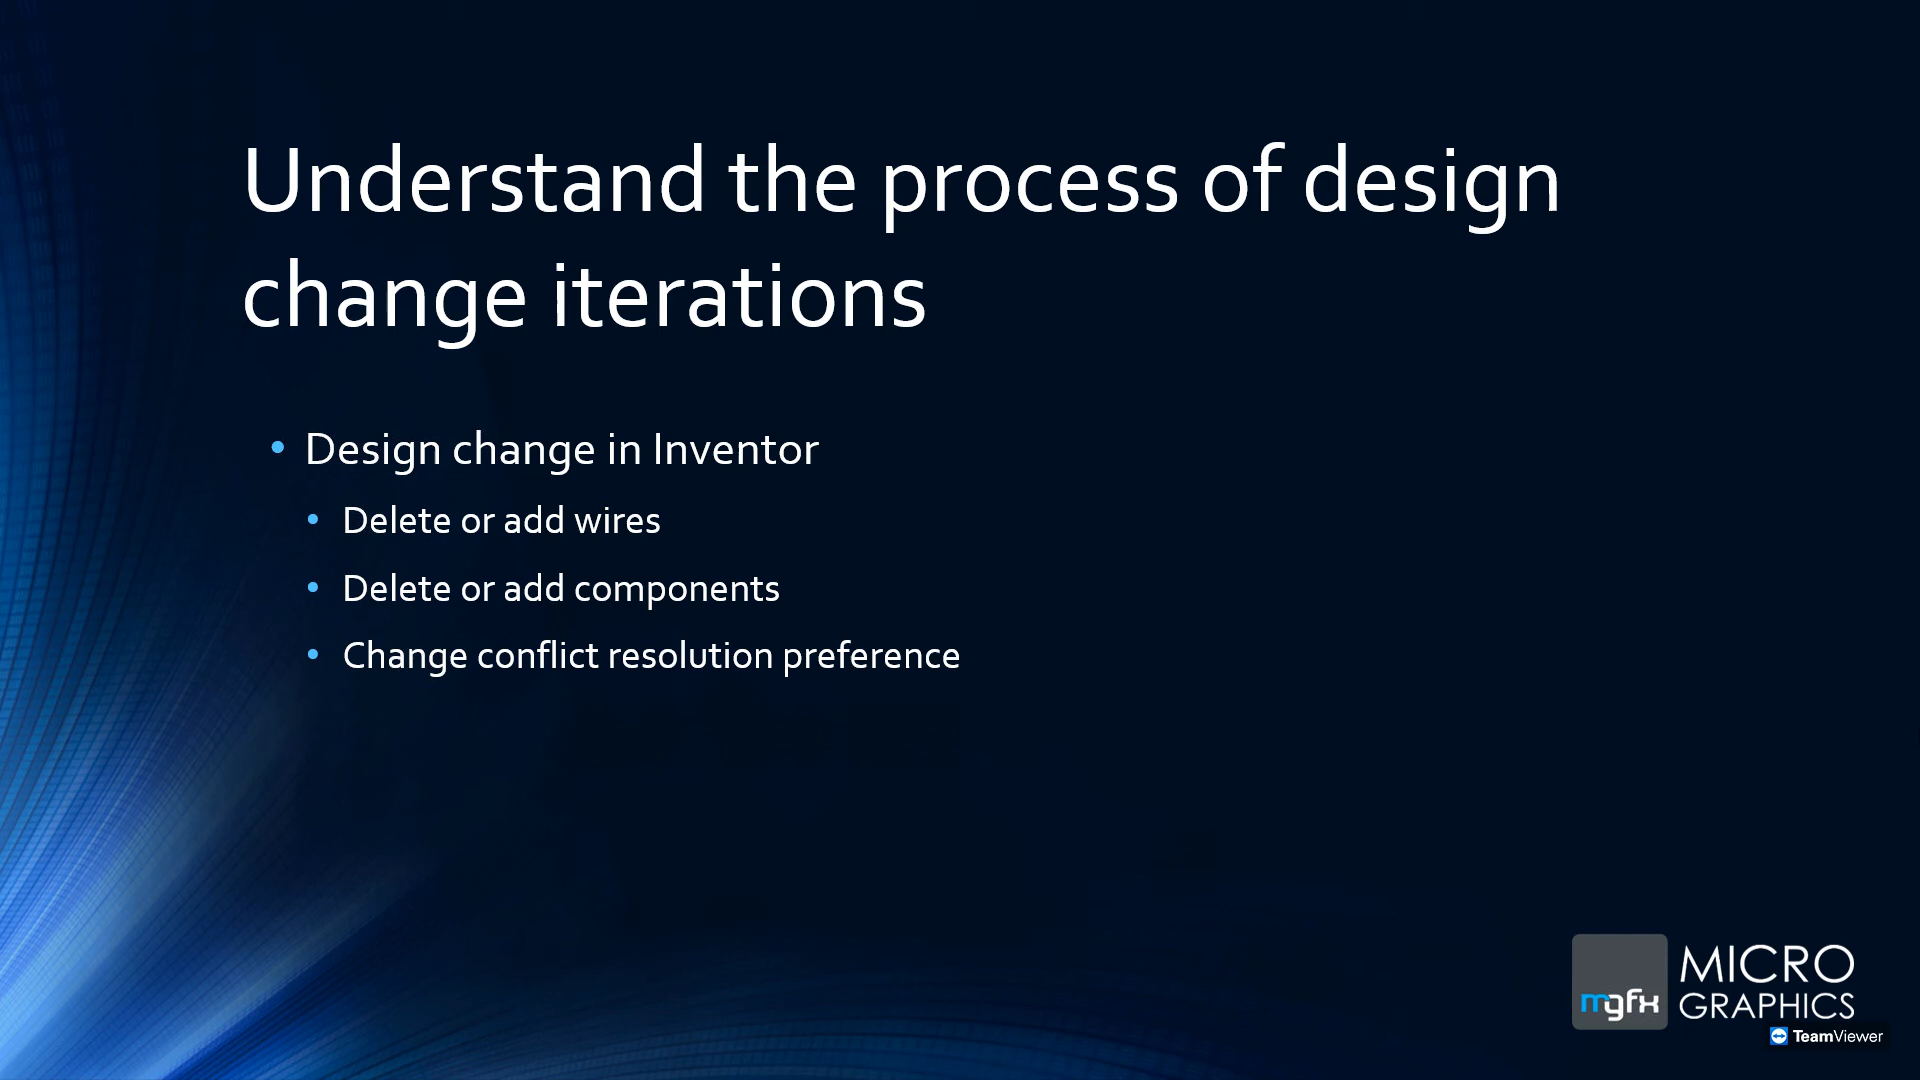 Understand the process of design
change iterations
• Design change in Inventor
• Delete or add wires
• Delete or add components
• Change conflict resolution preference
mgfx
MICRO
GRAPHICS
TeamViewer